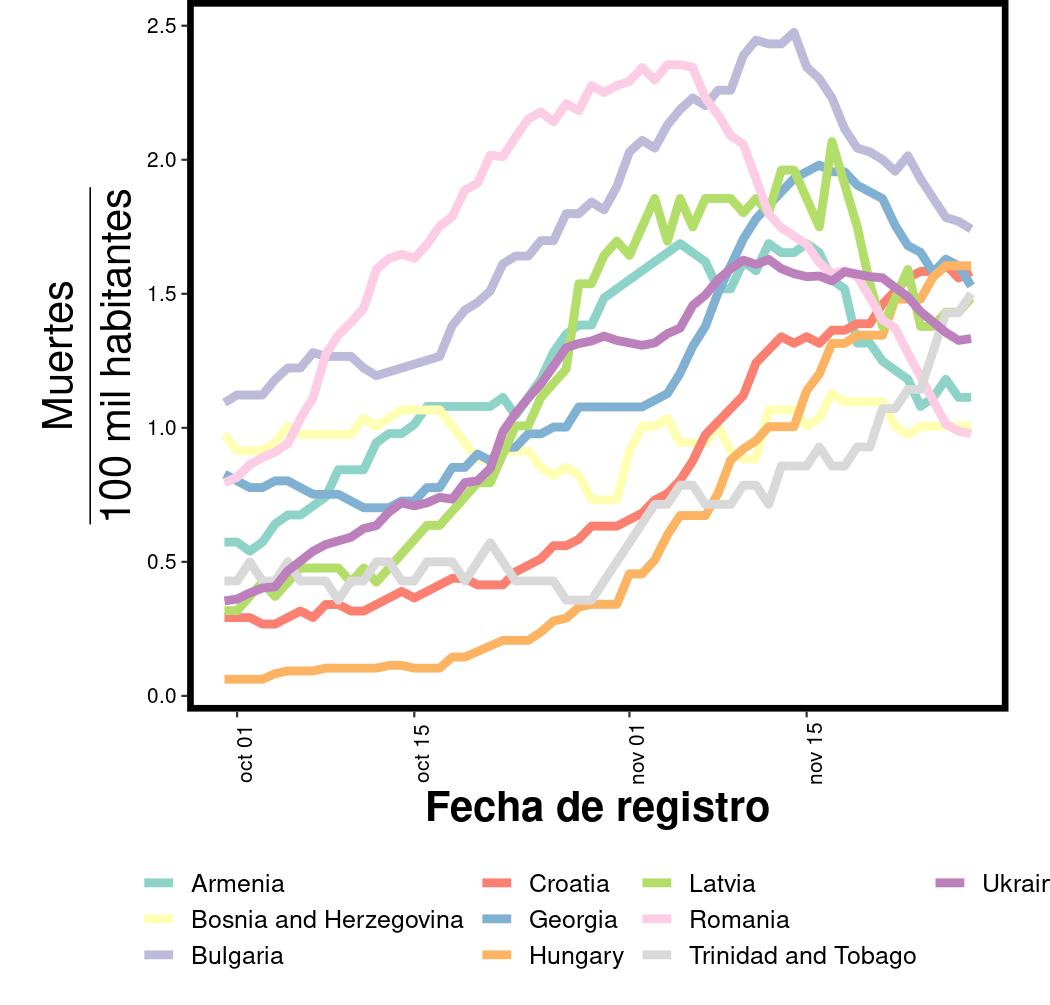 2.5
2.0
1.5
1.0
0.5
0.0
Muertes
100 mil habitantes
oct 01
oct 15
nov 01
nov 15
Fecha de registro
Armenia Croatia Latvia
Bosnia and Herzegovina Georgia Romania
Bulgaria Hungary Trinidad and Tobago